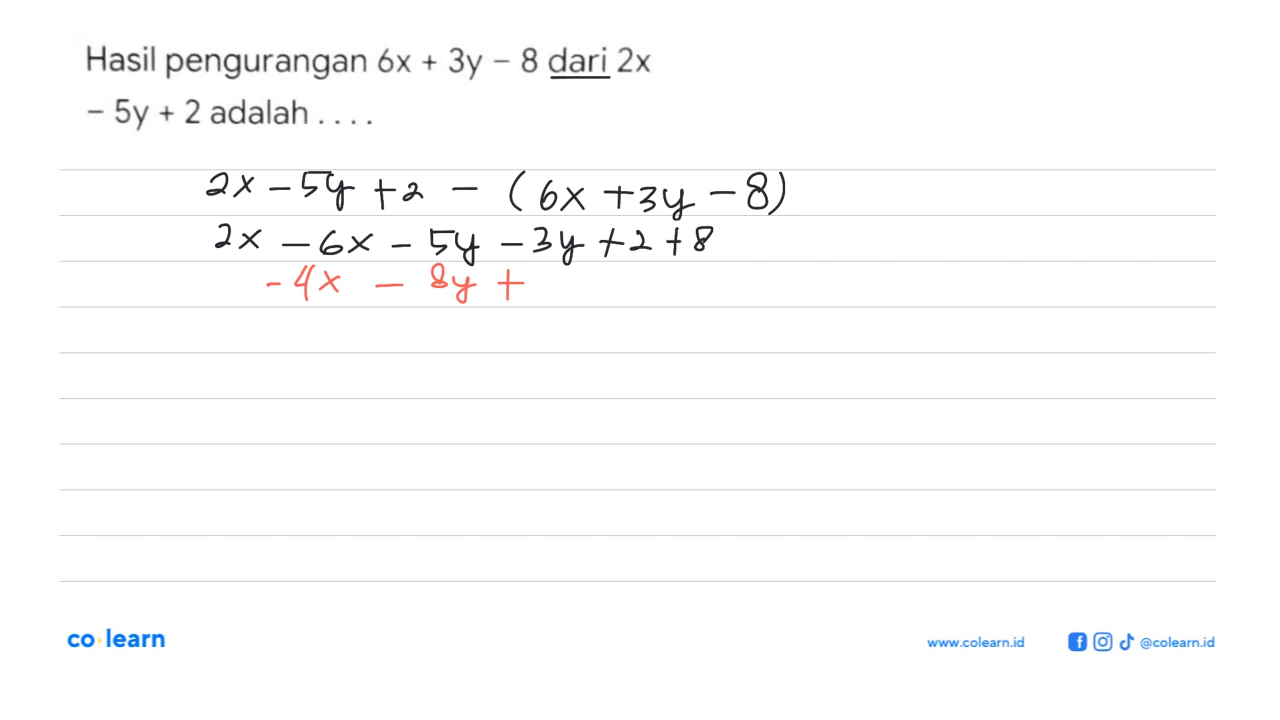 Hasil pengurangan 6x + 3y − 8 dari 2x
− 5y + 2 adalah . . . .
2x − 5y + 2 − (6x + 3y − 8)
2x − 6x − 5y − 3y + 2 + 8
- 4x − 8y +
co learn
www.colearn.id @colearn.id